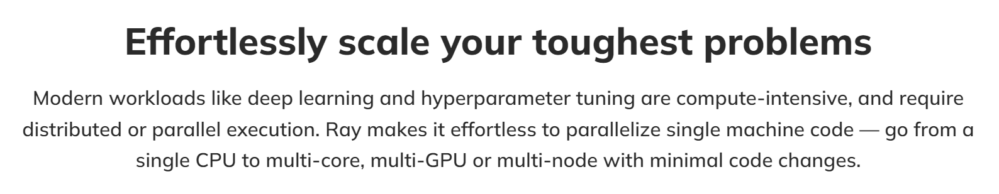 Effortlessly scale your toughest problems
Modern workloads like deep learning and hyperparameter tuning are compute-intensive, and require
distributed or parallel execution. Ray makes it effortless to parallelize single machine code — go from a
single CPU to multi-core, multi-GPU or multi-node with minimal code changes.